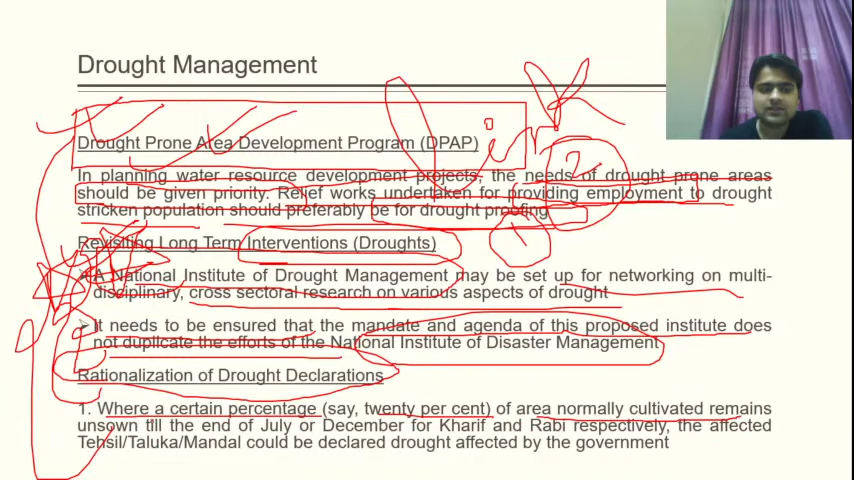 Drought Management
Drought Prone Area Development Program (DPAP)
In planning water resource development projects, the needs of drought prone areas
should be given priority. Relief works undertaken for providing employment to drought
stricken population should preferably be for drought proofing
Revisiting Long Term Interventions (Droughts)
A National Institute of Drought Management may be set up for networking on multi-
disciplinary, cross sectoral research on various aspects of drought
It needs to be ensured that the mandate and agenda of this proposed institute does
not duplicate the efforts of the National Institute of Disaster Management
Rationalization of Drought Declarations
1. Where a certain percentage (say, twenty per cent) of area normally cultivated remains
unsown till the end of July or December for Kharif and Rabi respectively, the affected
Tehsil/Taluka/Mandal could be declared drought affected by the government